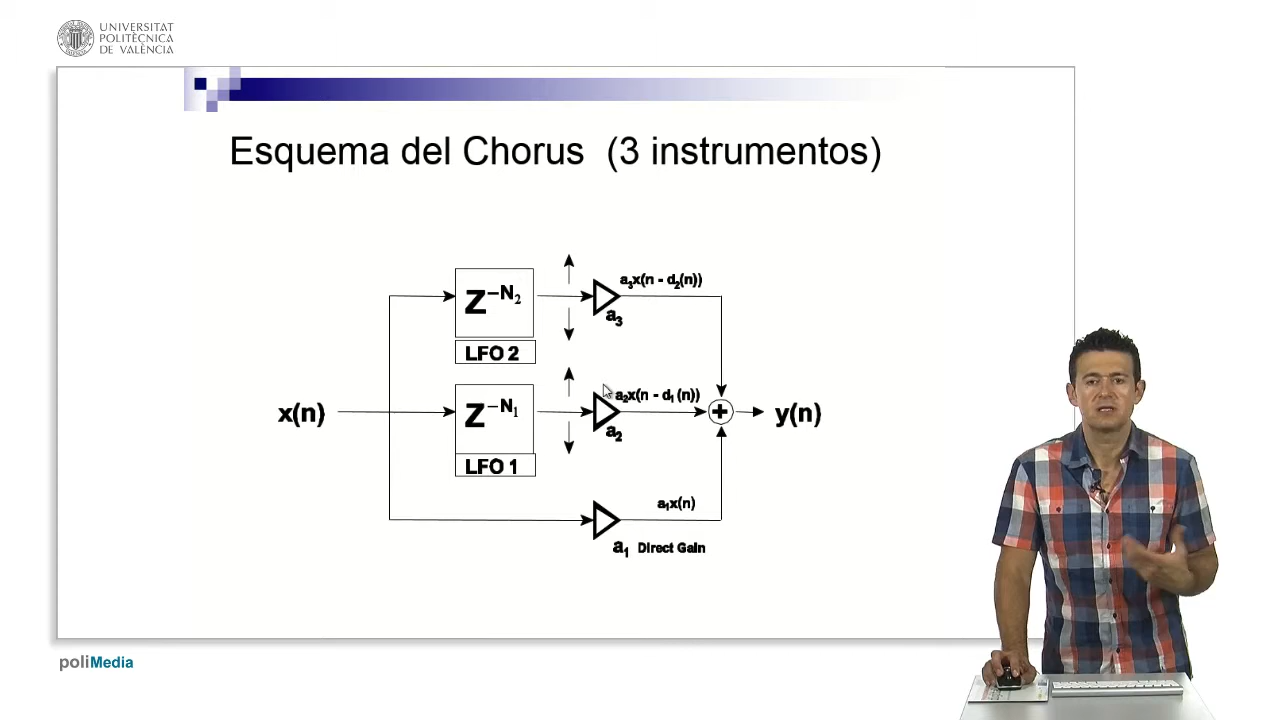 UNIVERSITAT
POLITÈCNICA
DE VALÈNCIA
Esquema del Chorus (3 instrumentos)
a₃x(n - d₂(n))
Z⁻ᴺ₂
a₃
LFO 2
a₂x(n - d₁(n))
x(n)
Z⁻ᴺ₁
y(n)
a₂
LFO 1
a₁x(n)
a₁ Direct Gain
poliMedia